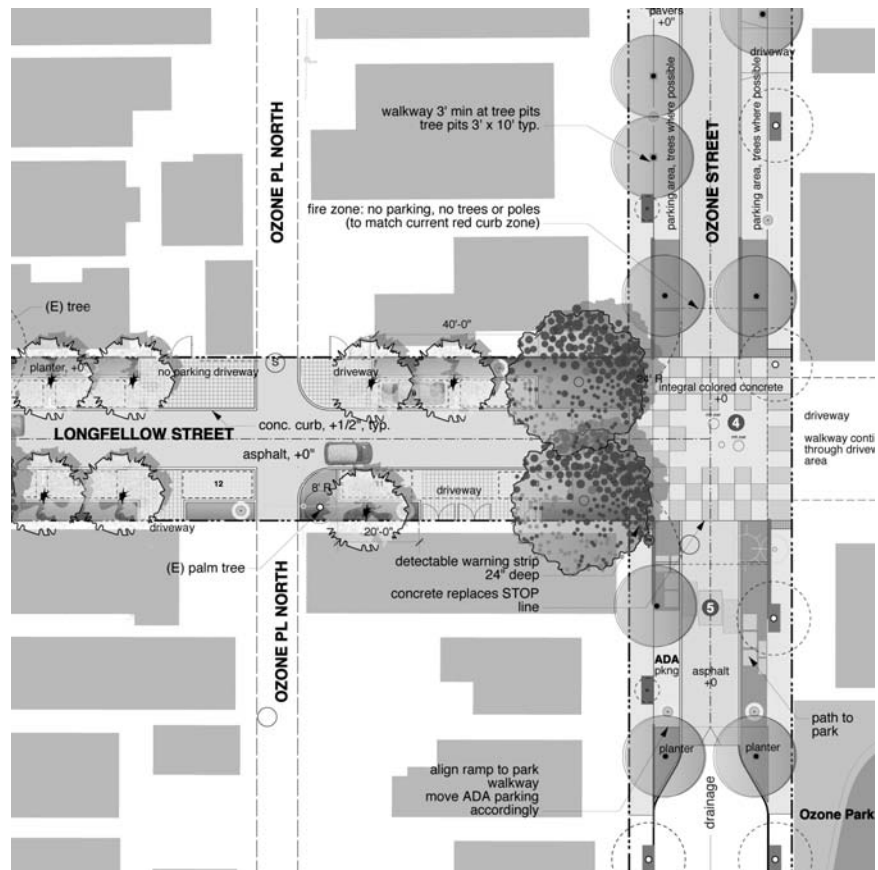 pavers
+0"
driveway
walkway 3' min at tree pits
tree pits 3' x 10' typ.
parking area, trees where possible
OZONE STREET
parking area, trees where possible
OZONE PL NORTH
fire zone: no parking, no trees or poles
(to match current red curb zone)
(E) tree
40'-0"
planter, +0
no parking driveway
S
driveway
24' R
integral colored concrete
+0
4
driveway
walkway conti
through drivew
area
conc. curb, +1/2", typ.
LONGFELLOW STREET
asphalt, +0"
12
8' R
driveway
driveway
20'-0"
(E) palm tree
detectable warning strip
24" deep
concrete replaces STOP
line
OZONE PL NORTH
5
ADA
pkng
asphalt
+0
path to
park
planter
planter
align ramp to park
walkway
move ADA parking
accordingly
drainage
Ozone Park